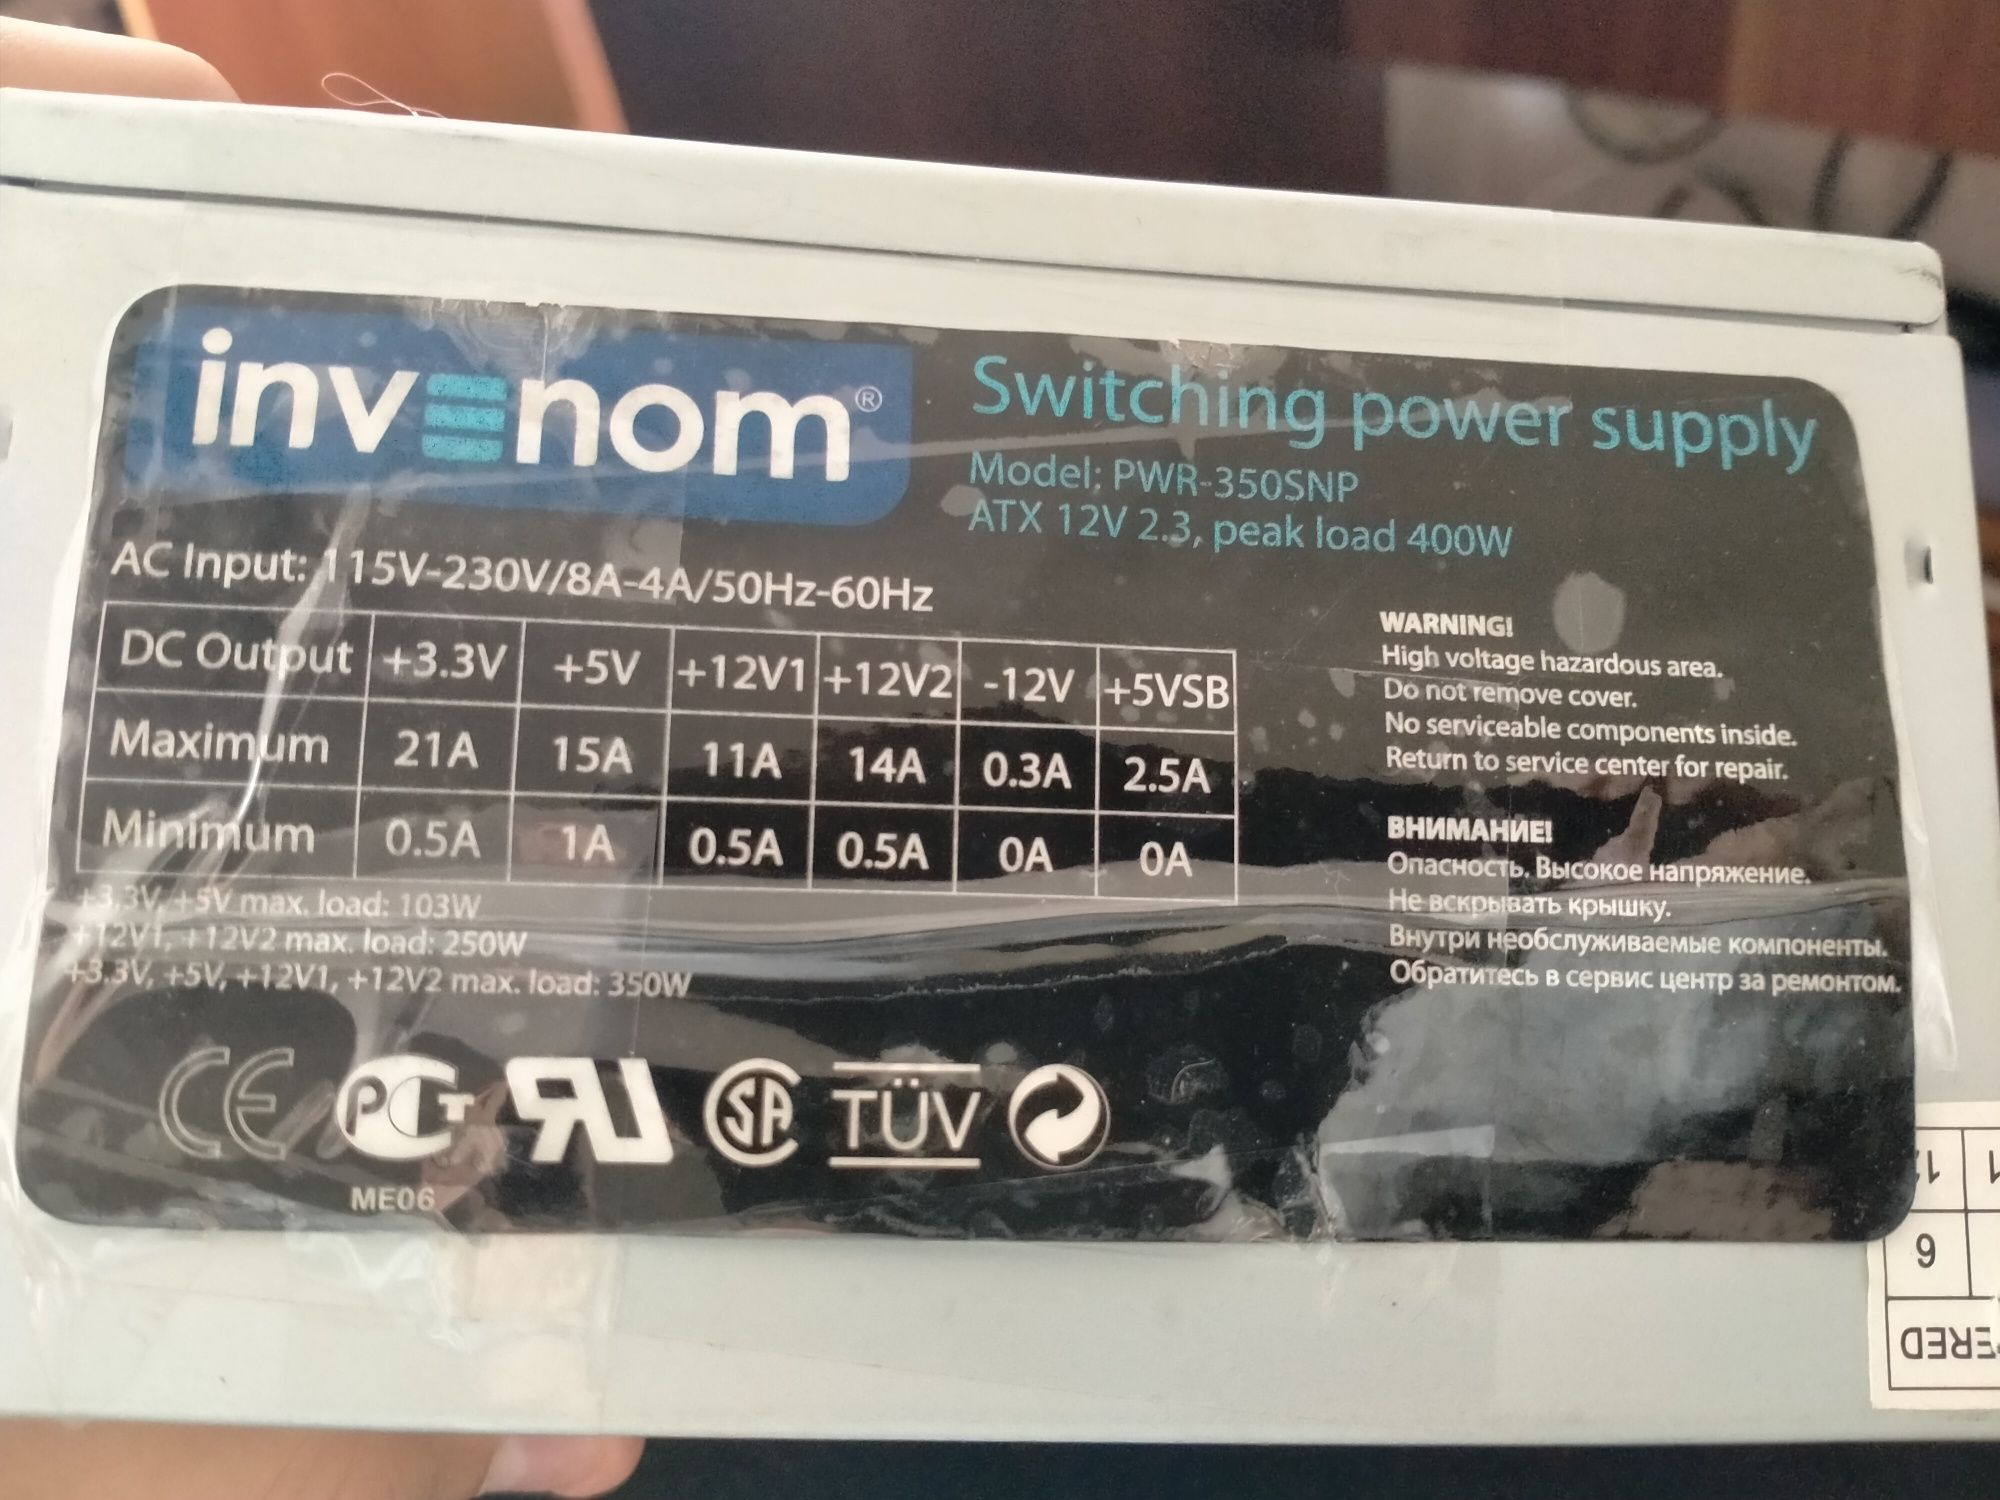 invenom®
Switching power supply
Model: PWR-350SNP
ATX 12V 2.3, peak load 400W
AC Input: 115V-230V/8A-4A/50Hz-60Hz
DC Output +3.3V +5V +12V1 +12V2 -12V +5VSB
Maximum 21A 15A 11A 14A 0.3A 2.5A
Minimum 0.5A 1A 0.5A 0.5A 0A 0A
+3.3V, +5V max. load: 103W
+12V1, +12V2 max. load: 250W
+3.3V, +5V, +12V1, +12V2 max. load: 350W
WARNING!
High voltage hazardous area.
Do not remove cover.
No serviceable components inside.
Return to service center for repair.
ВНИМАНИЕ!
Опасность. Высокое напряжение.
Не вскрывать крышку.
Внутри необслуживаемые компоненты.
Обратитесь в сервис центр за ремонтом.
CE РСТ RU SA TÜV
ME06
6
ERED